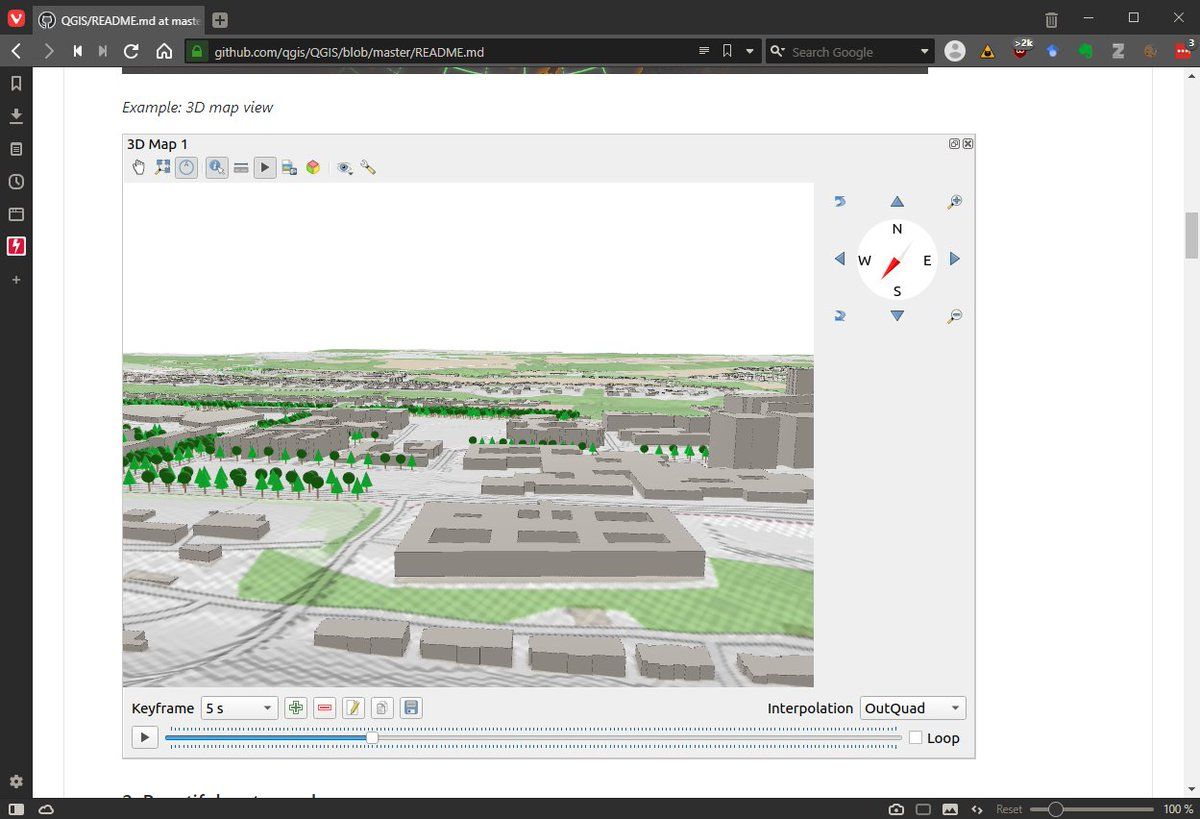 QGIS/README.md at maste
github.com/qgis/QGIS/blob/master/README.md
Search Google
>2k
3
Example: 3D map view
3D Map 1
N
W
E
S
Keyframe
5 s
Interpolation
OutQuad
Loop
Reset
100 %